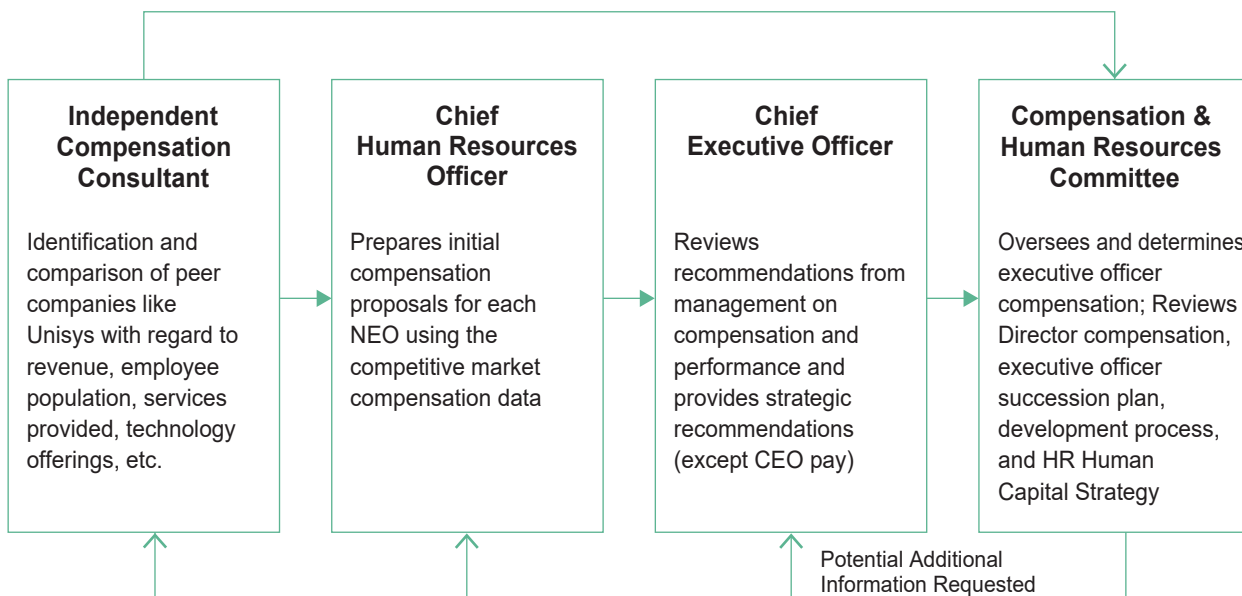 Independent
Compensation
Consultant
Identification and
comparison of peer
companies like
Unisys with regard to
revenue, employee
population, services
provided, technology
offerings, etc.
Chief
Human Resources
Officer
Prepares initial
compensation
proposals for each
NEO using the
competitive market
compensation data
Chief
Executive Officer
Reviews
recommendations from
management on
compensation and
performance and
provides strategic
recommendations
(except CEO pay)
Compensation &
Human Resources
Committee
Oversees and determines
executive officer
compensation; Reviews
Director compensation,
executive officer
succession plan,
development process,
and HR Human
Capital Strategy
Potential Additional
Information Requested